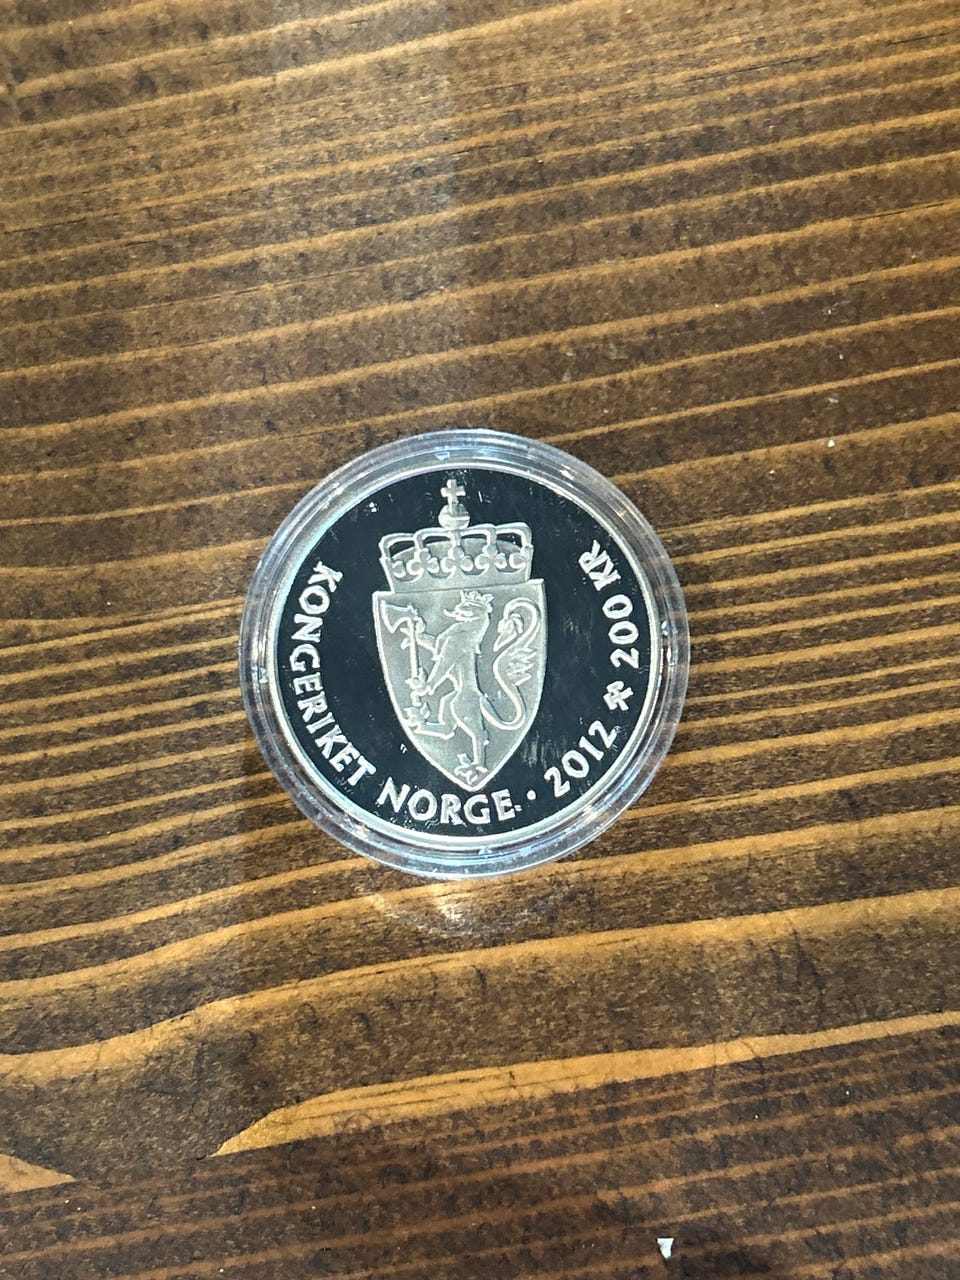 KONGERIKET NORGE · 2012 ⚒ 200 KR